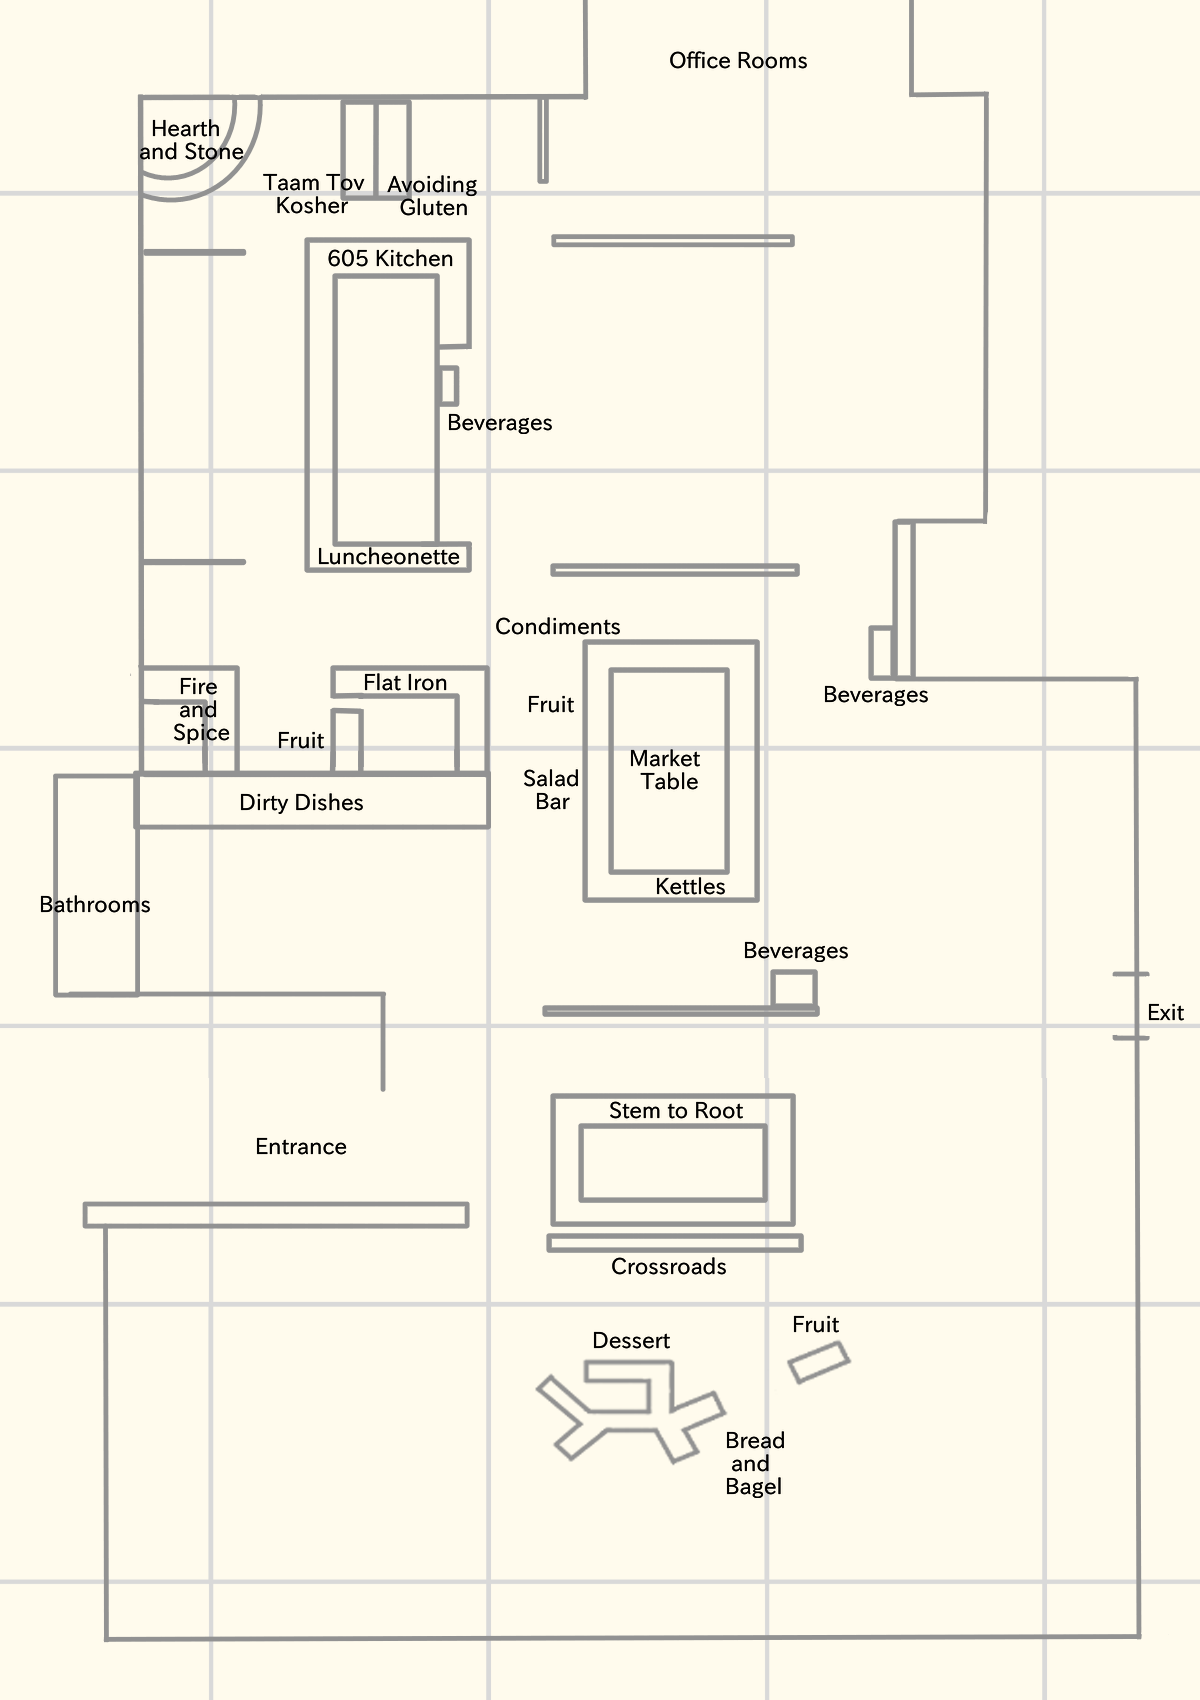 Office Rooms
Hearth
and Stone
Taam Tov
Kosher
Avoiding
Gluten
605 Kitchen
Beverages
Luncheonette
Condiments
Fire
and
Spice
Flat Iron
Fruit
Fruit
Beverages
Market
Table
Salad
Bar
Dirty Dishes
Kettles
Bathrooms
Beverages
Exit
Stem to Root
Entrance
Crossroads
Fruit
Dessert
Bread
and
Bagel